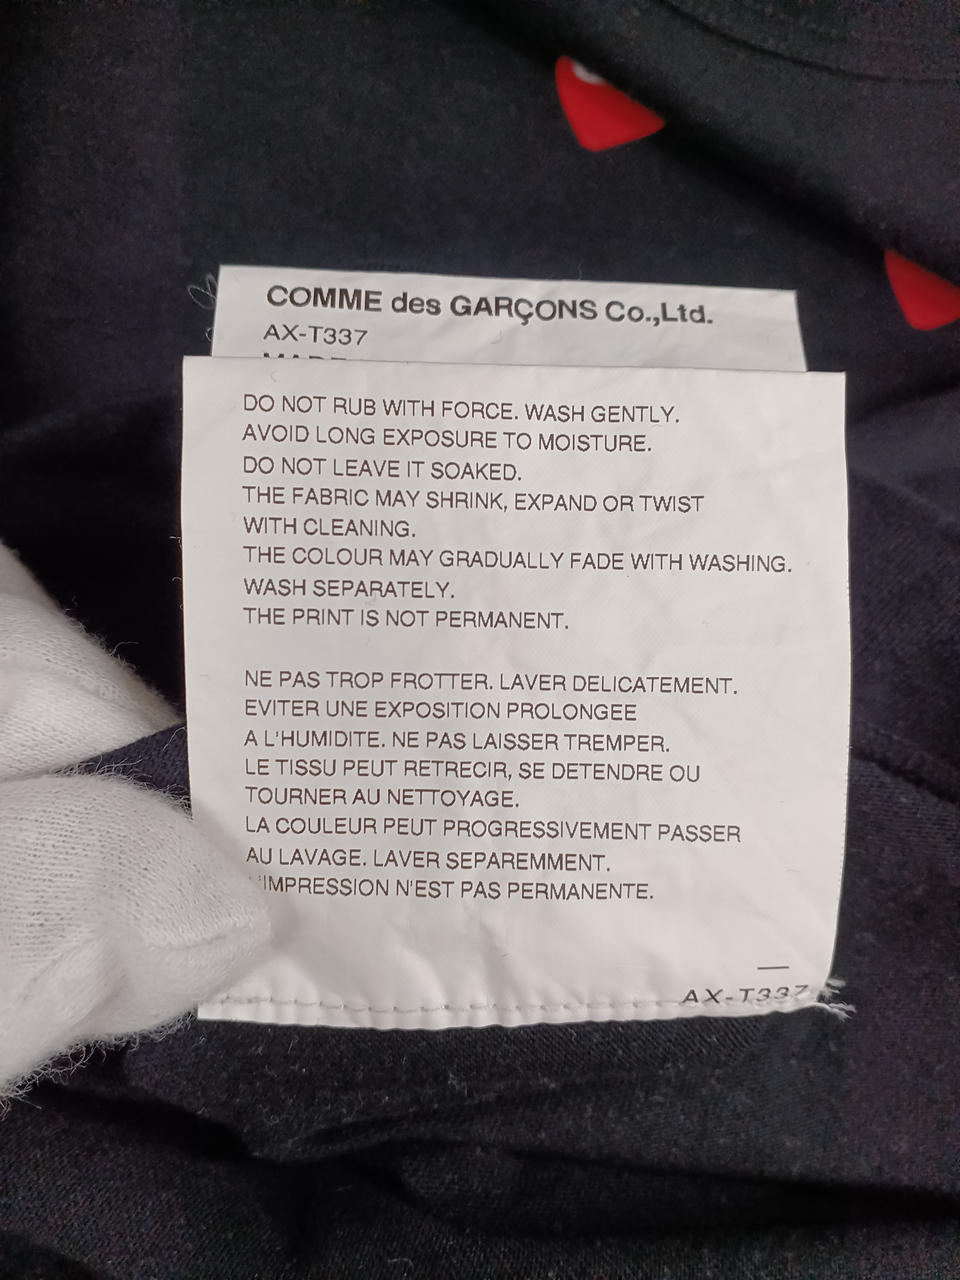 COMME des GARÇONS Co.,Ltd.
AX-T337
DO NOT RUB WITH FORCE. WASH GENTLY.
AVOID LONG EXPOSURE TO MOISTURE.
DO NOT LEAVE IT SOAKED.
THE FABRIC MAY SHRINK, EXPAND OR TWIST
WITH CLEANING.
THE COLOUR MAY GRADUALLY FADE WITH WASHING.
WASH SEPARATELY.
THE PRINT IS NOT PERMANENT.
NE PAS TROP FROTTER. LAVER DELICATEMENT.
EVITER UNE EXPOSITION PROLONGEE
A L'HUMIDITE. NE PAS LAISSER TREMPER.
LE TISSU PEUT RETRECIR, SE DETENDRE OU
TOURNER AU NETTOYAGE.
LA COULEUR PEUT PROGRESSIVEMENT PASSER
AU LAVAGE. LAVER SEPAREMMENT.
L'IMPRESSION N'EST PAS PERMANENTE.
AX-T337